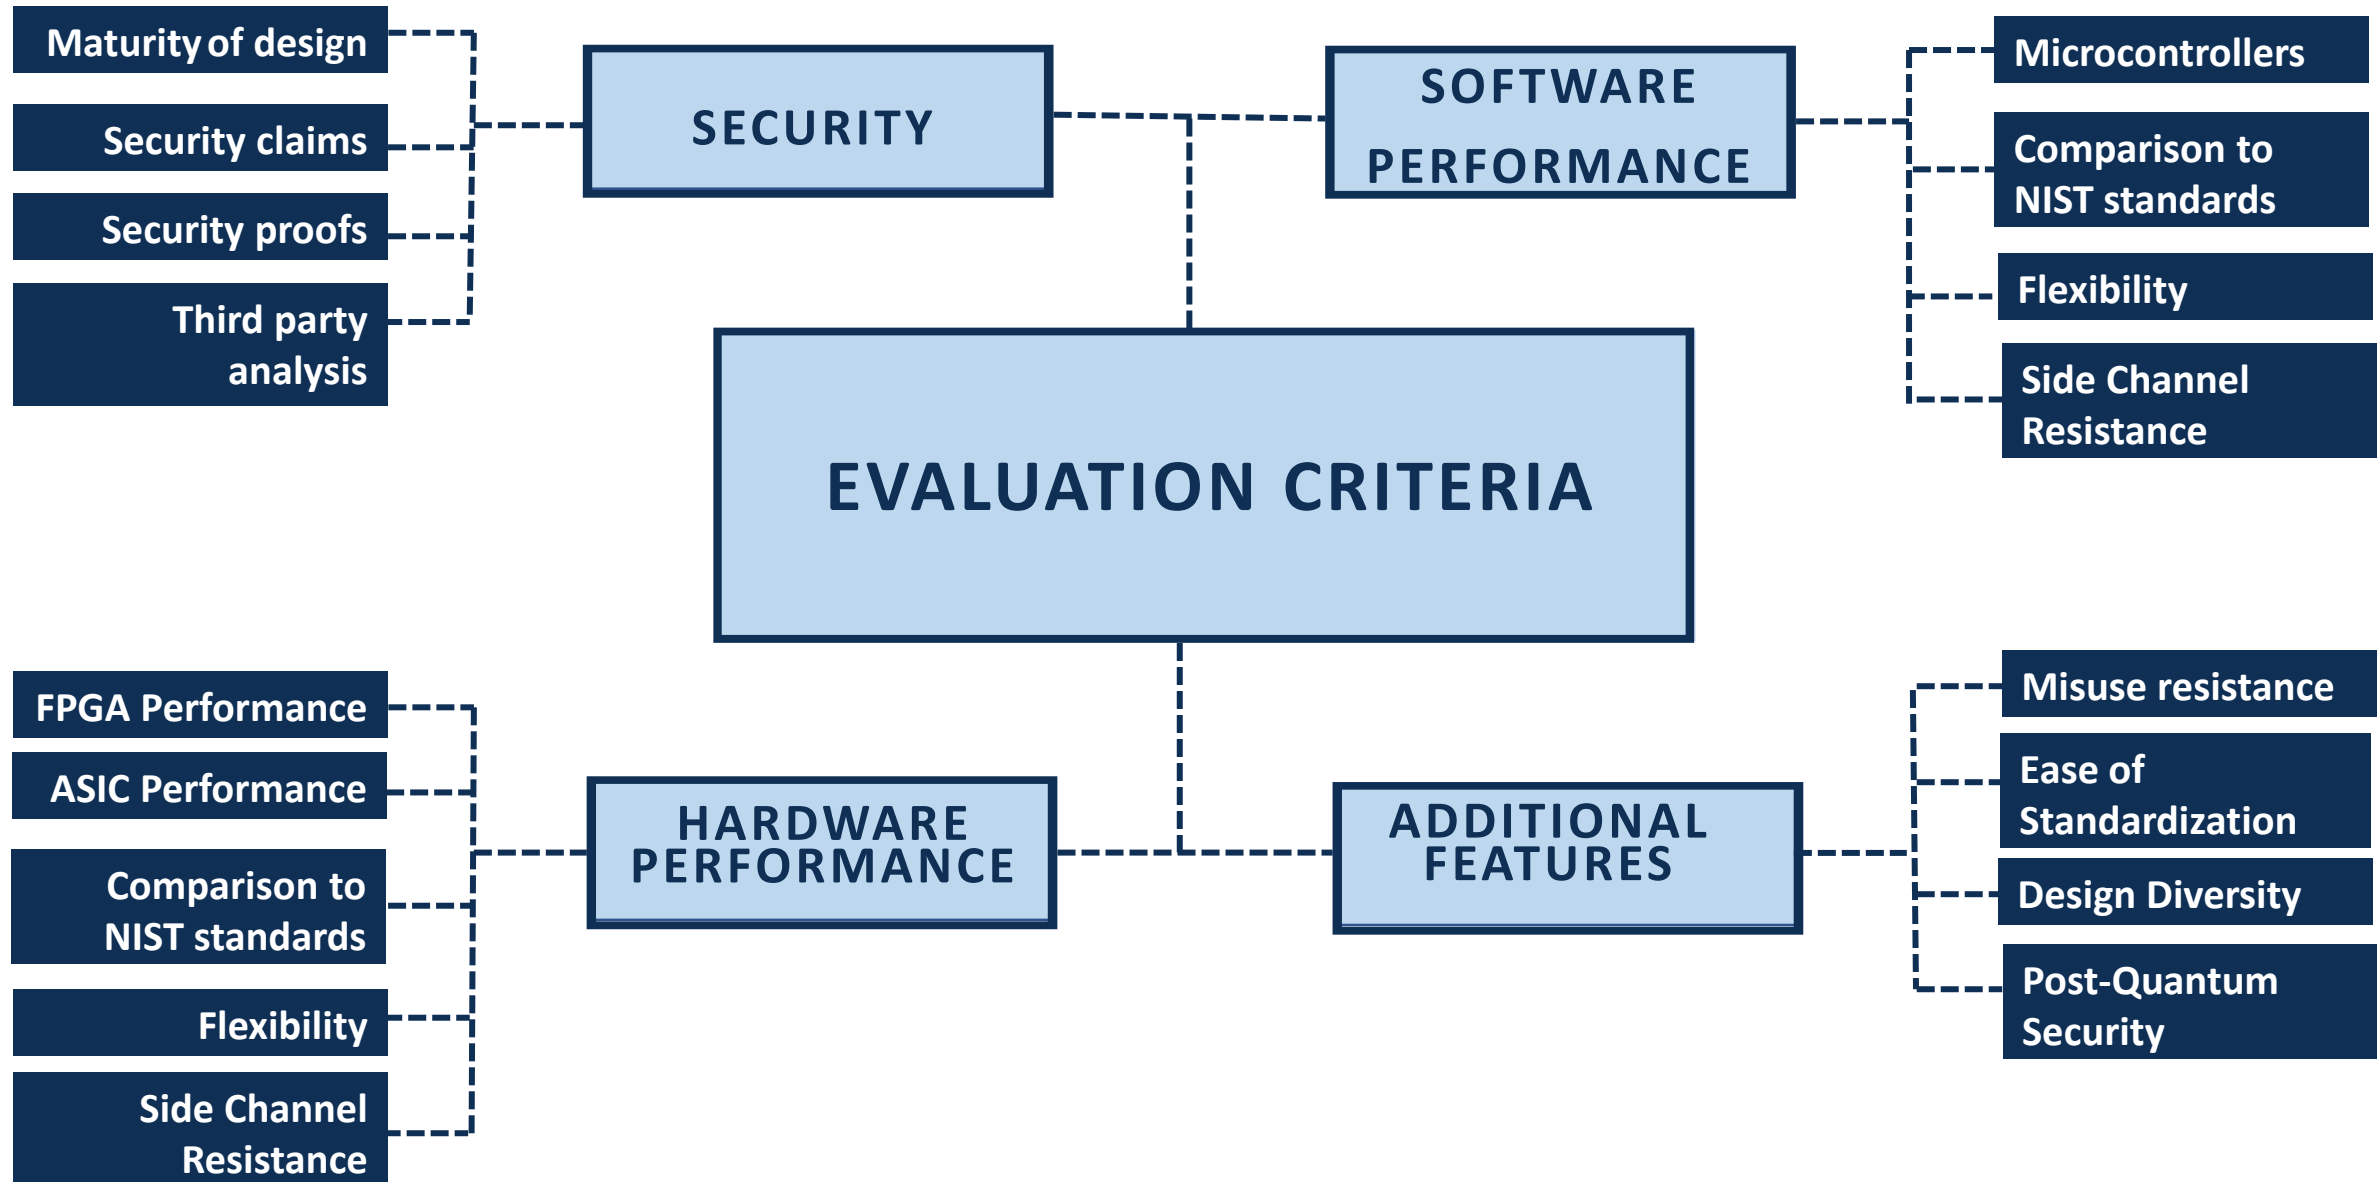 Maturity of design
Security claims
Security proofs
Third party
analysis
SECURITY
SOFTWARE
PERFORMANCE
Microcontrollers
Comparison to
NIST standards
Flexibility
Side Channel
Resistance
EVALUATION CRITERIA
FPGA Performance
ASIC Performance
Comparison to
NIST standards
Flexibility
Side Channel
Resistance
HARDWARE
PERFORMANCE
ADDITIONAL
FEATURES
Misuse resistance
Ease of
Standardization
Design Diversity
Post-Quantum
Security